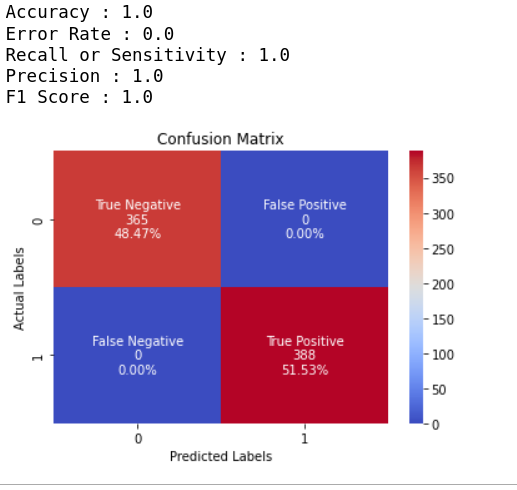 Accuracy : 1.0
Error Rate : 0.0
Recall or Sensitivity : 1.0
Precision : 1.0
F1 Score : 1.0
Confusion Matrix
True Negative
365
48.47%
False Positive
0
0.00%
False Negative
0
0.00%
True Positive
388
51.53%
Actual Labels
0
1
0
1
Predicted Labels
350
300
250
200
150
100
50
0